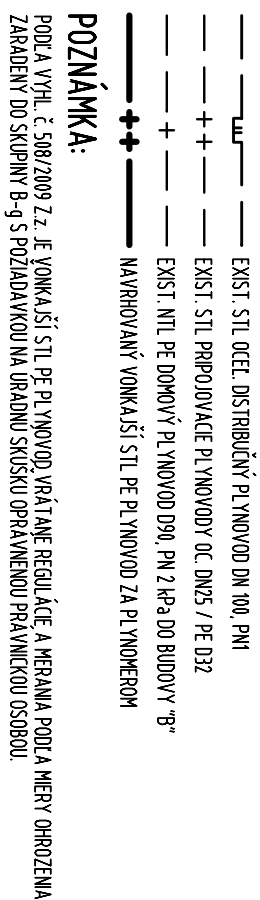 EXIST. STL OCEĽ. DISTRIBUČNÝ PLYNOVOD DN 100, PN1
EXIST. STL PRIPOJOVACIE PLYNOVODY OC. DN25 / PE D32
EXIST. NTL PE DOMOVÝ PLYNOVOD D90, PN 2 kPa DO BUDOVY "B"
NAVRHOVANÝ VONKAJŠÍ STL PE PLYNOVOD ZA PLYNOMEROM
POZNÁMKA:
PODĽA VYHL. č. 508/2009 Z.z. JE VONKAJŠÍ STL PE PLYNOVOD, VRÁTANE REGULÁCIE, A MERANIA PODĽA MIERY OHROZENIA
ZARADENÝ DO SKUPINY B-g S POŽIADAVKOU NA ÚRADNÚ SKÚŠKU OPRÁVNENOU PRÁVNICKOU OSOBOU.